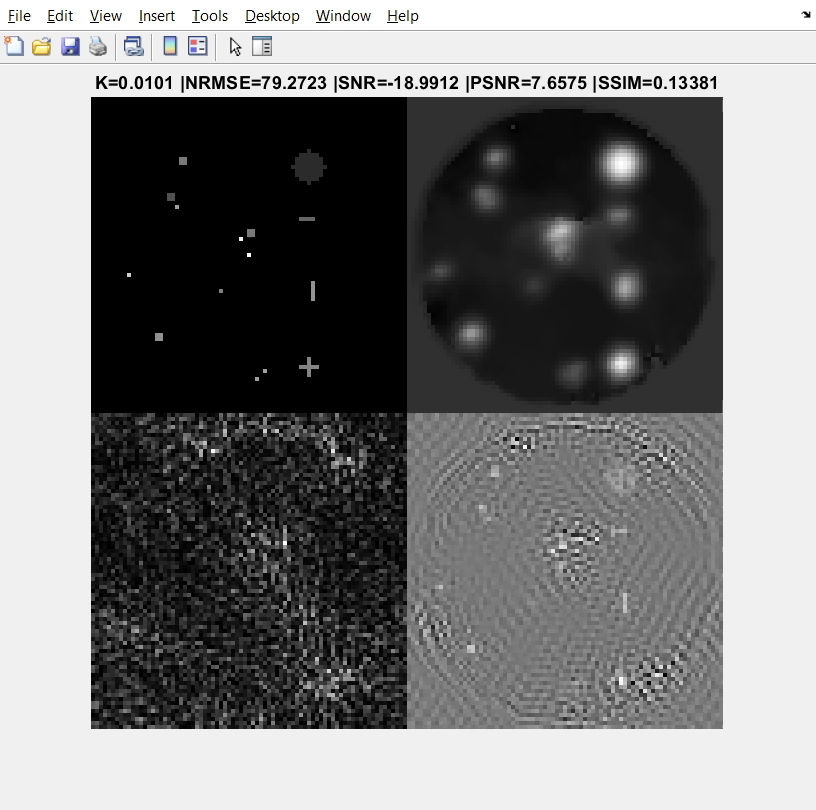 File Edit View Insert Tools Desktop Window Help
K=0.0101 |NRMSE=79.2723 |SNR=-18.9912 |PSNR=7.6575 |SSIM=0.13381